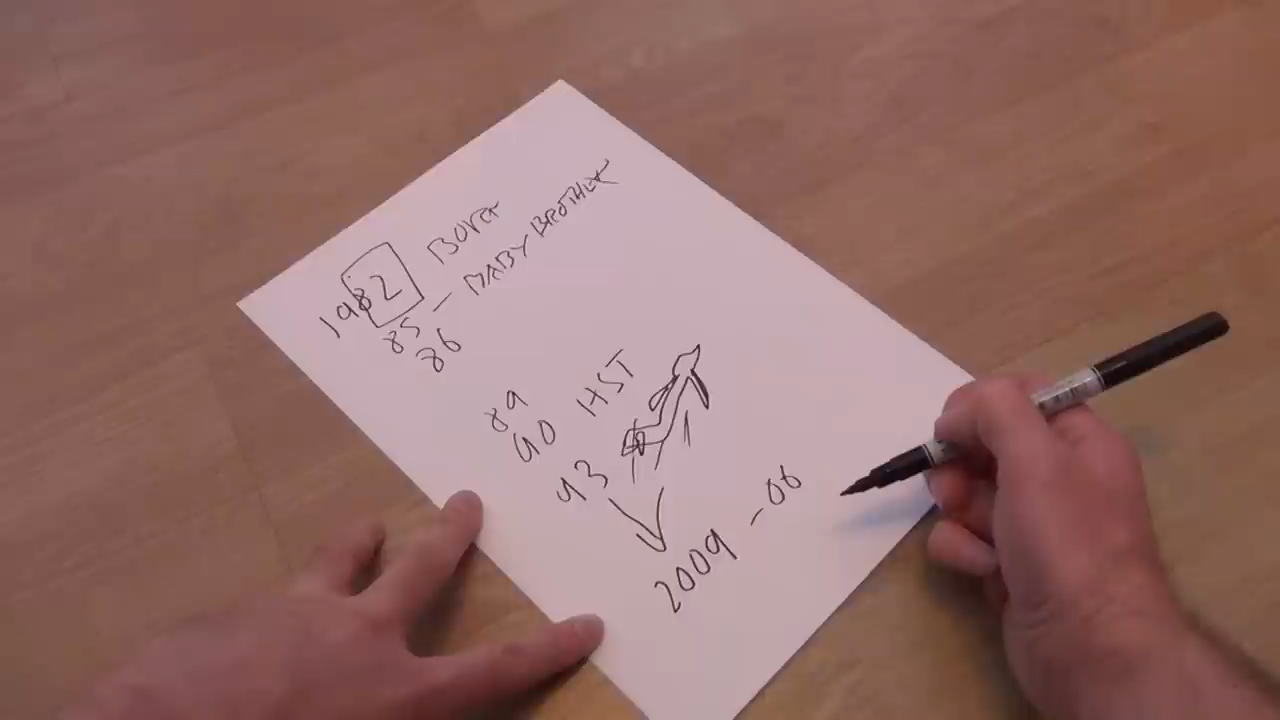 1982 BORN
85 - BABY BROTHER
86
89
90 HST
93
2009 - 06